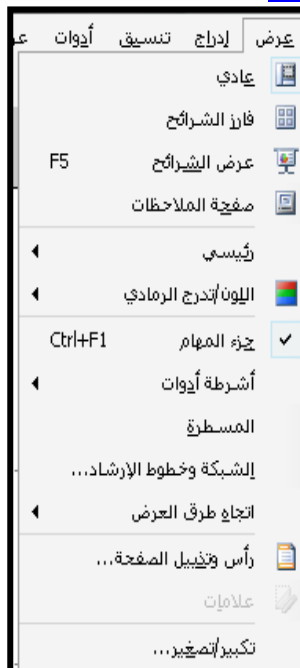 عرض إدراج تنسيق أدوات عر
عادي
فارز الشرائح
عرض الشرائح F5
صفحة الملاحظات
رئيسي
اللون/تدرج الرمادي
جزء المهام Ctrl+F1
أشرطة أدوات
المسطرة
الشبكة وخطوط الإرشاد...
اتجاه طرق العرض
رأس وتذييل الصفحة...
علامات
تكبير/تصغير...